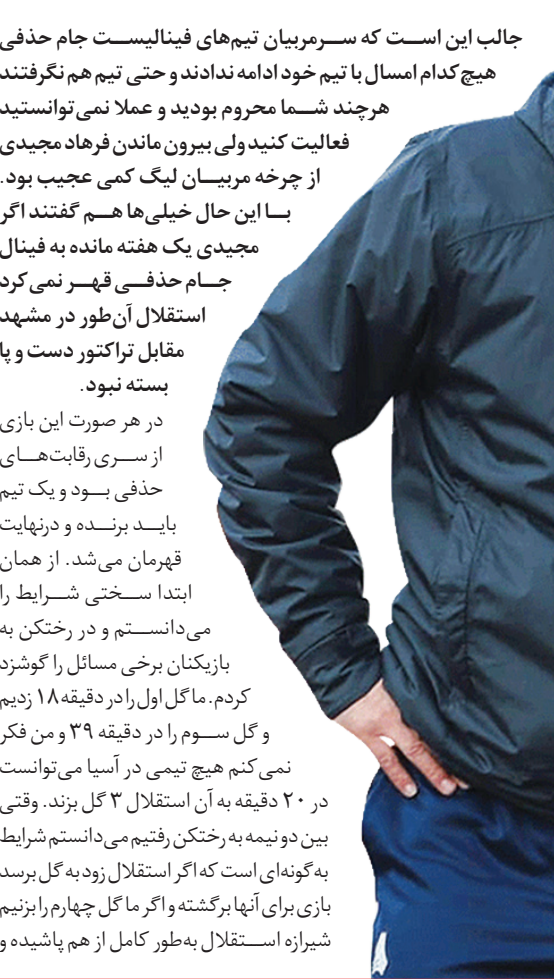 جالب این است که سرمربیان تیم‌های فینالیست جام حذفی
هیچ‌کدام امسال با تیم خود ادامه ندادند و حتی تیم هم نگرفتند
هرچند شما محروم بودید و عملا نمی‌توانستید
فعالیت کنید ولی بیرون ماندن فرهاد مجیدی
از چرخه مربیان لیگ کمی عجیب بود.
با این حال خیلی‌ها هم گفتند اگر
مجیدی یک هفته مانده به فینال
جام حذفی قهر نمی‌کرد
استقلال آن‌طور در مشهد
مقابل تراکتور دست و پا
بسته نبود.
در هر صورت این بازی
از سری رقابت‌های
حذفی بود و یک تیم
باید برنده و درنهایت
قهرمان می‌شد. از همان
ابتدا سختی شرایط را
می‌دانستم و در رختکن به
بازیکنان برخی مسائل را گوشزد
کردم. ما گل اول را در دقیقه ۱۸ زدیم
و گل سوم را در دقیقه ۳۹ و من فکر
نمی‌کنم هیچ تیمی در آسیا می‌توانست
در ۲۰ دقیقه به آن استقلال ۳ گل بزند. وقتی
بین دو نیمه به رختکن رفتیم می‌دانستم شرایط
به‌گونه‌ای است که اگر استقلال زود به گل برسد
بازی برای آنها برگشته و اگر ما گل چهارم را بزنیم
شیرازه استقلال به‌طور کامل از هم پاشیده و